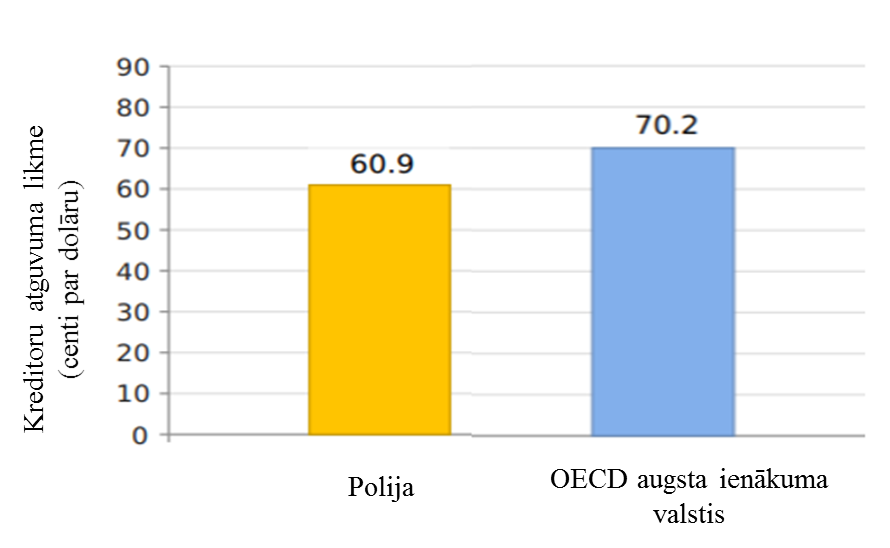 Kreditoru atguvuma likme
(centi par dolāru)
90
80
70
60
50
40
30
20
10
0
60.9
70.2
Polija
OECD augsta ienākuma
valstis